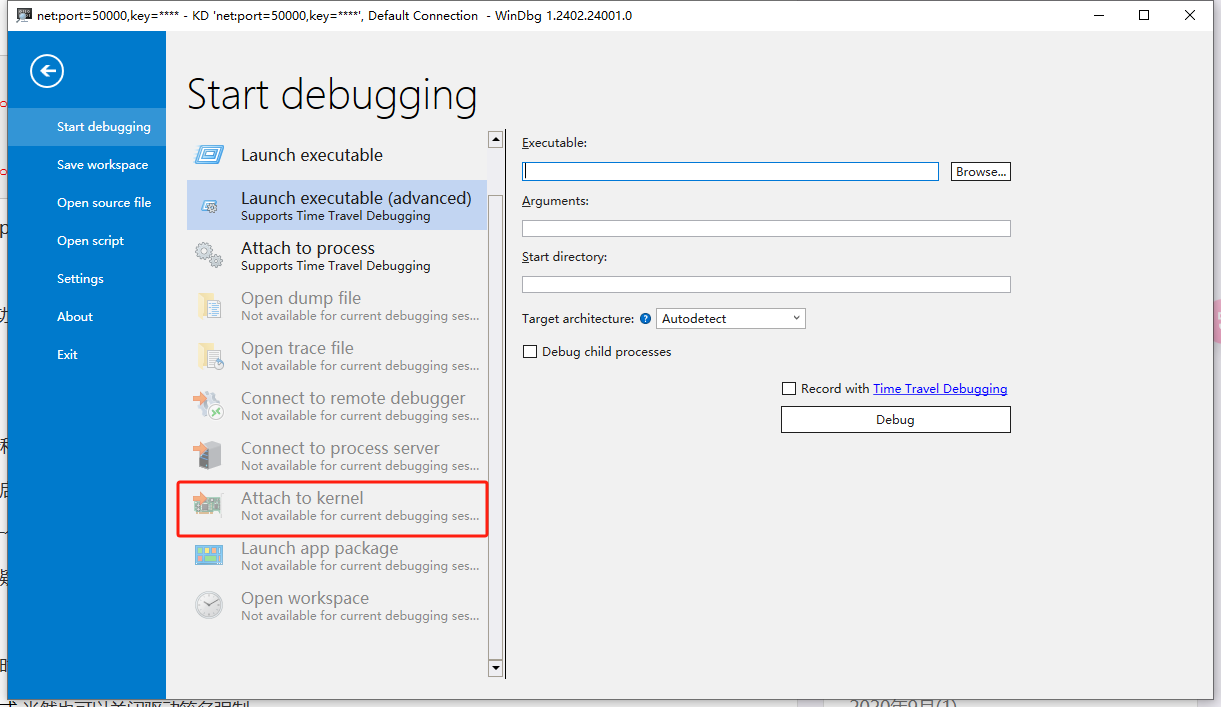 net:port=50000,key=**** - KD 'net:port=50000,key=****', Default Connection - WinDbg 1.2402.24001.0
Start debugging
Save workspace
Open source file
Open script
Settings
About
Exit
Start debugging
Launch executable
Launch executable (advanced)
Supports Time Travel Debugging
Attach to process
Supports Time Travel Debugging
Open dump file
Not available for current debugging ses...
Open trace file
Not available for current debugging ses...
Connect to remote debugger
Not available for current debugging ses...
Connect to process server
Not available for current debugging ses...
Attach to kernel
Not available for current debugging ses...
Launch app package
Not available for current debugging ses...
Open workspace
Not available for current debugging ses...
Executable:
Browse...
Arguments:
Start directory:
Target architecture: ? Autodetect
Debug child processes
Record with Time Travel Debugging
Debug
2020年9月(1)